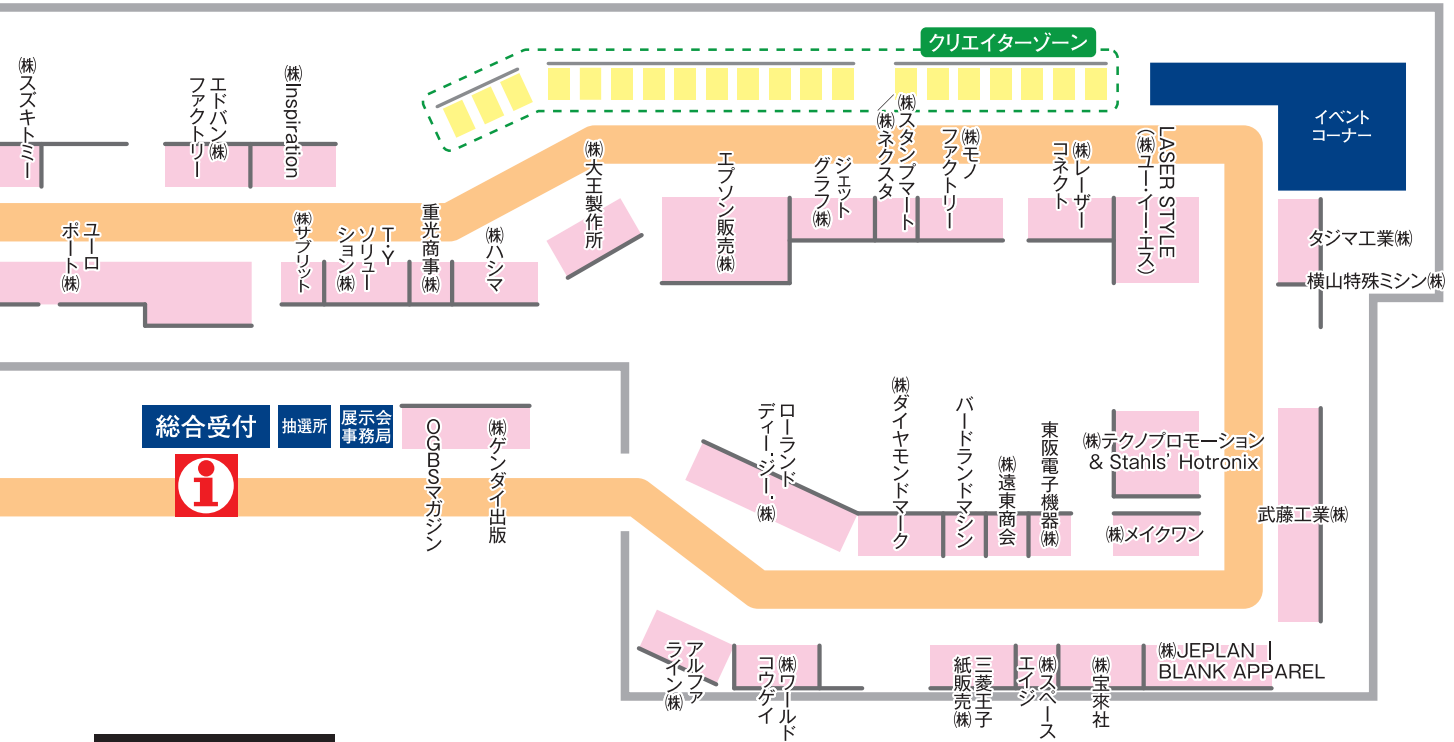 クリエイターゾーン
イベント
コーナー
㈱スズキトミー
エドバン㈱
ファクトリー
㈱Inspiration
ユーロ
ポート㈱
㈱サブリット
T・Y
ソリュー
ション㈱
重光商事㈱
㈱ハシマ
㈱大王製作所
エプソン販売㈱
ジェット
グラフ㈱
㈱スタンプマート
／㈱ネクスタ
㈱モノ
ファクトリー
㈱レーザー
コネクト
LASER STYLE
（㈱ユー・イー・エス）
タジマ工業㈱
横山特殊ミシン㈱
総合受付
抽選所
展示会
事務局
i
OGBSマガジン
㈱ゲンダイ出版
ローランド
ディー.ジー.㈱
㈱ダイヤモンドマーク
バードランドマシン
㈱遠東商会
東阪電子機器㈱
㈱テクノプロモーション
& Stahls' Hotronix
㈱メイクワン
武藤工業㈱
アルファ
ライン㈱
㈱ワールド
コウゲイ
三菱王子
紙販売㈱
㈱スペース
エイジ
㈱宝來社
㈱JEPLAN |
BLANK APPAREL